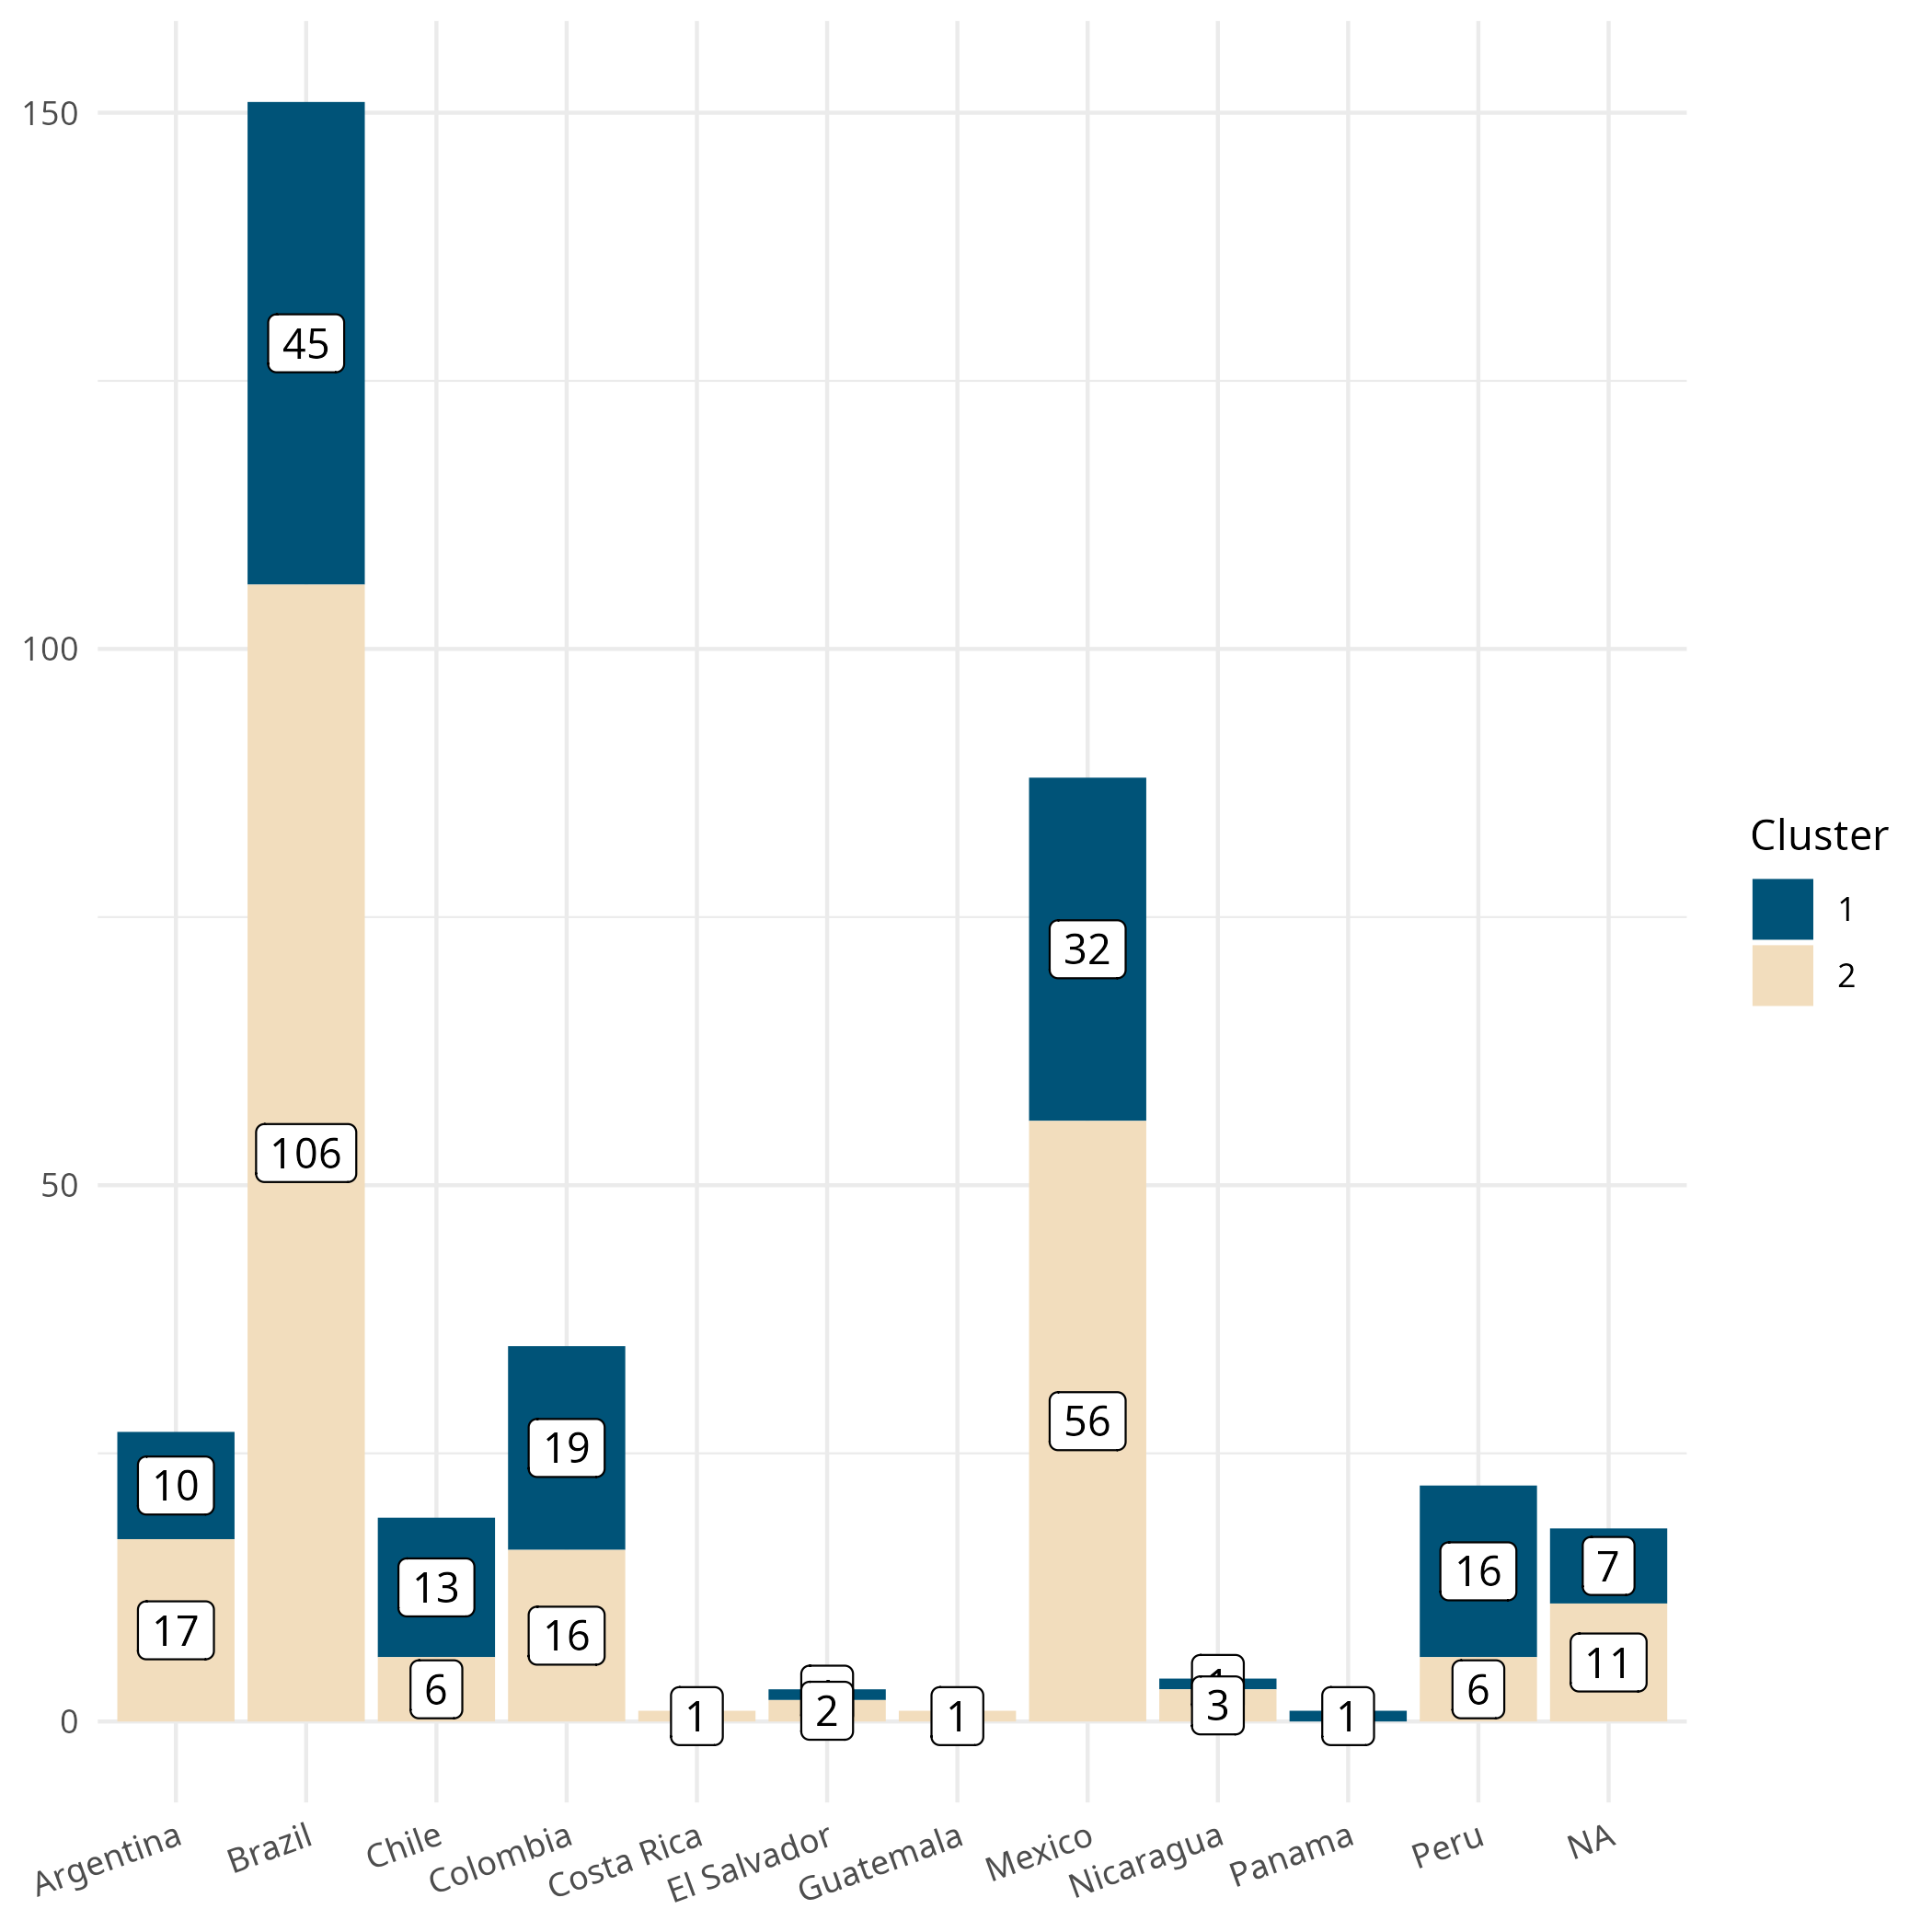 150
100
50
0
45
106
32
56
10
17
13
6
19
16
1
2
1
1
3
1
16
6
7
11
Argentina
Brazil
Chile
Colombia
Costa Rica
El Salvador
Guatemala
Mexico
Nicaragua
Panama
Peru
NA
Cluster
1
2